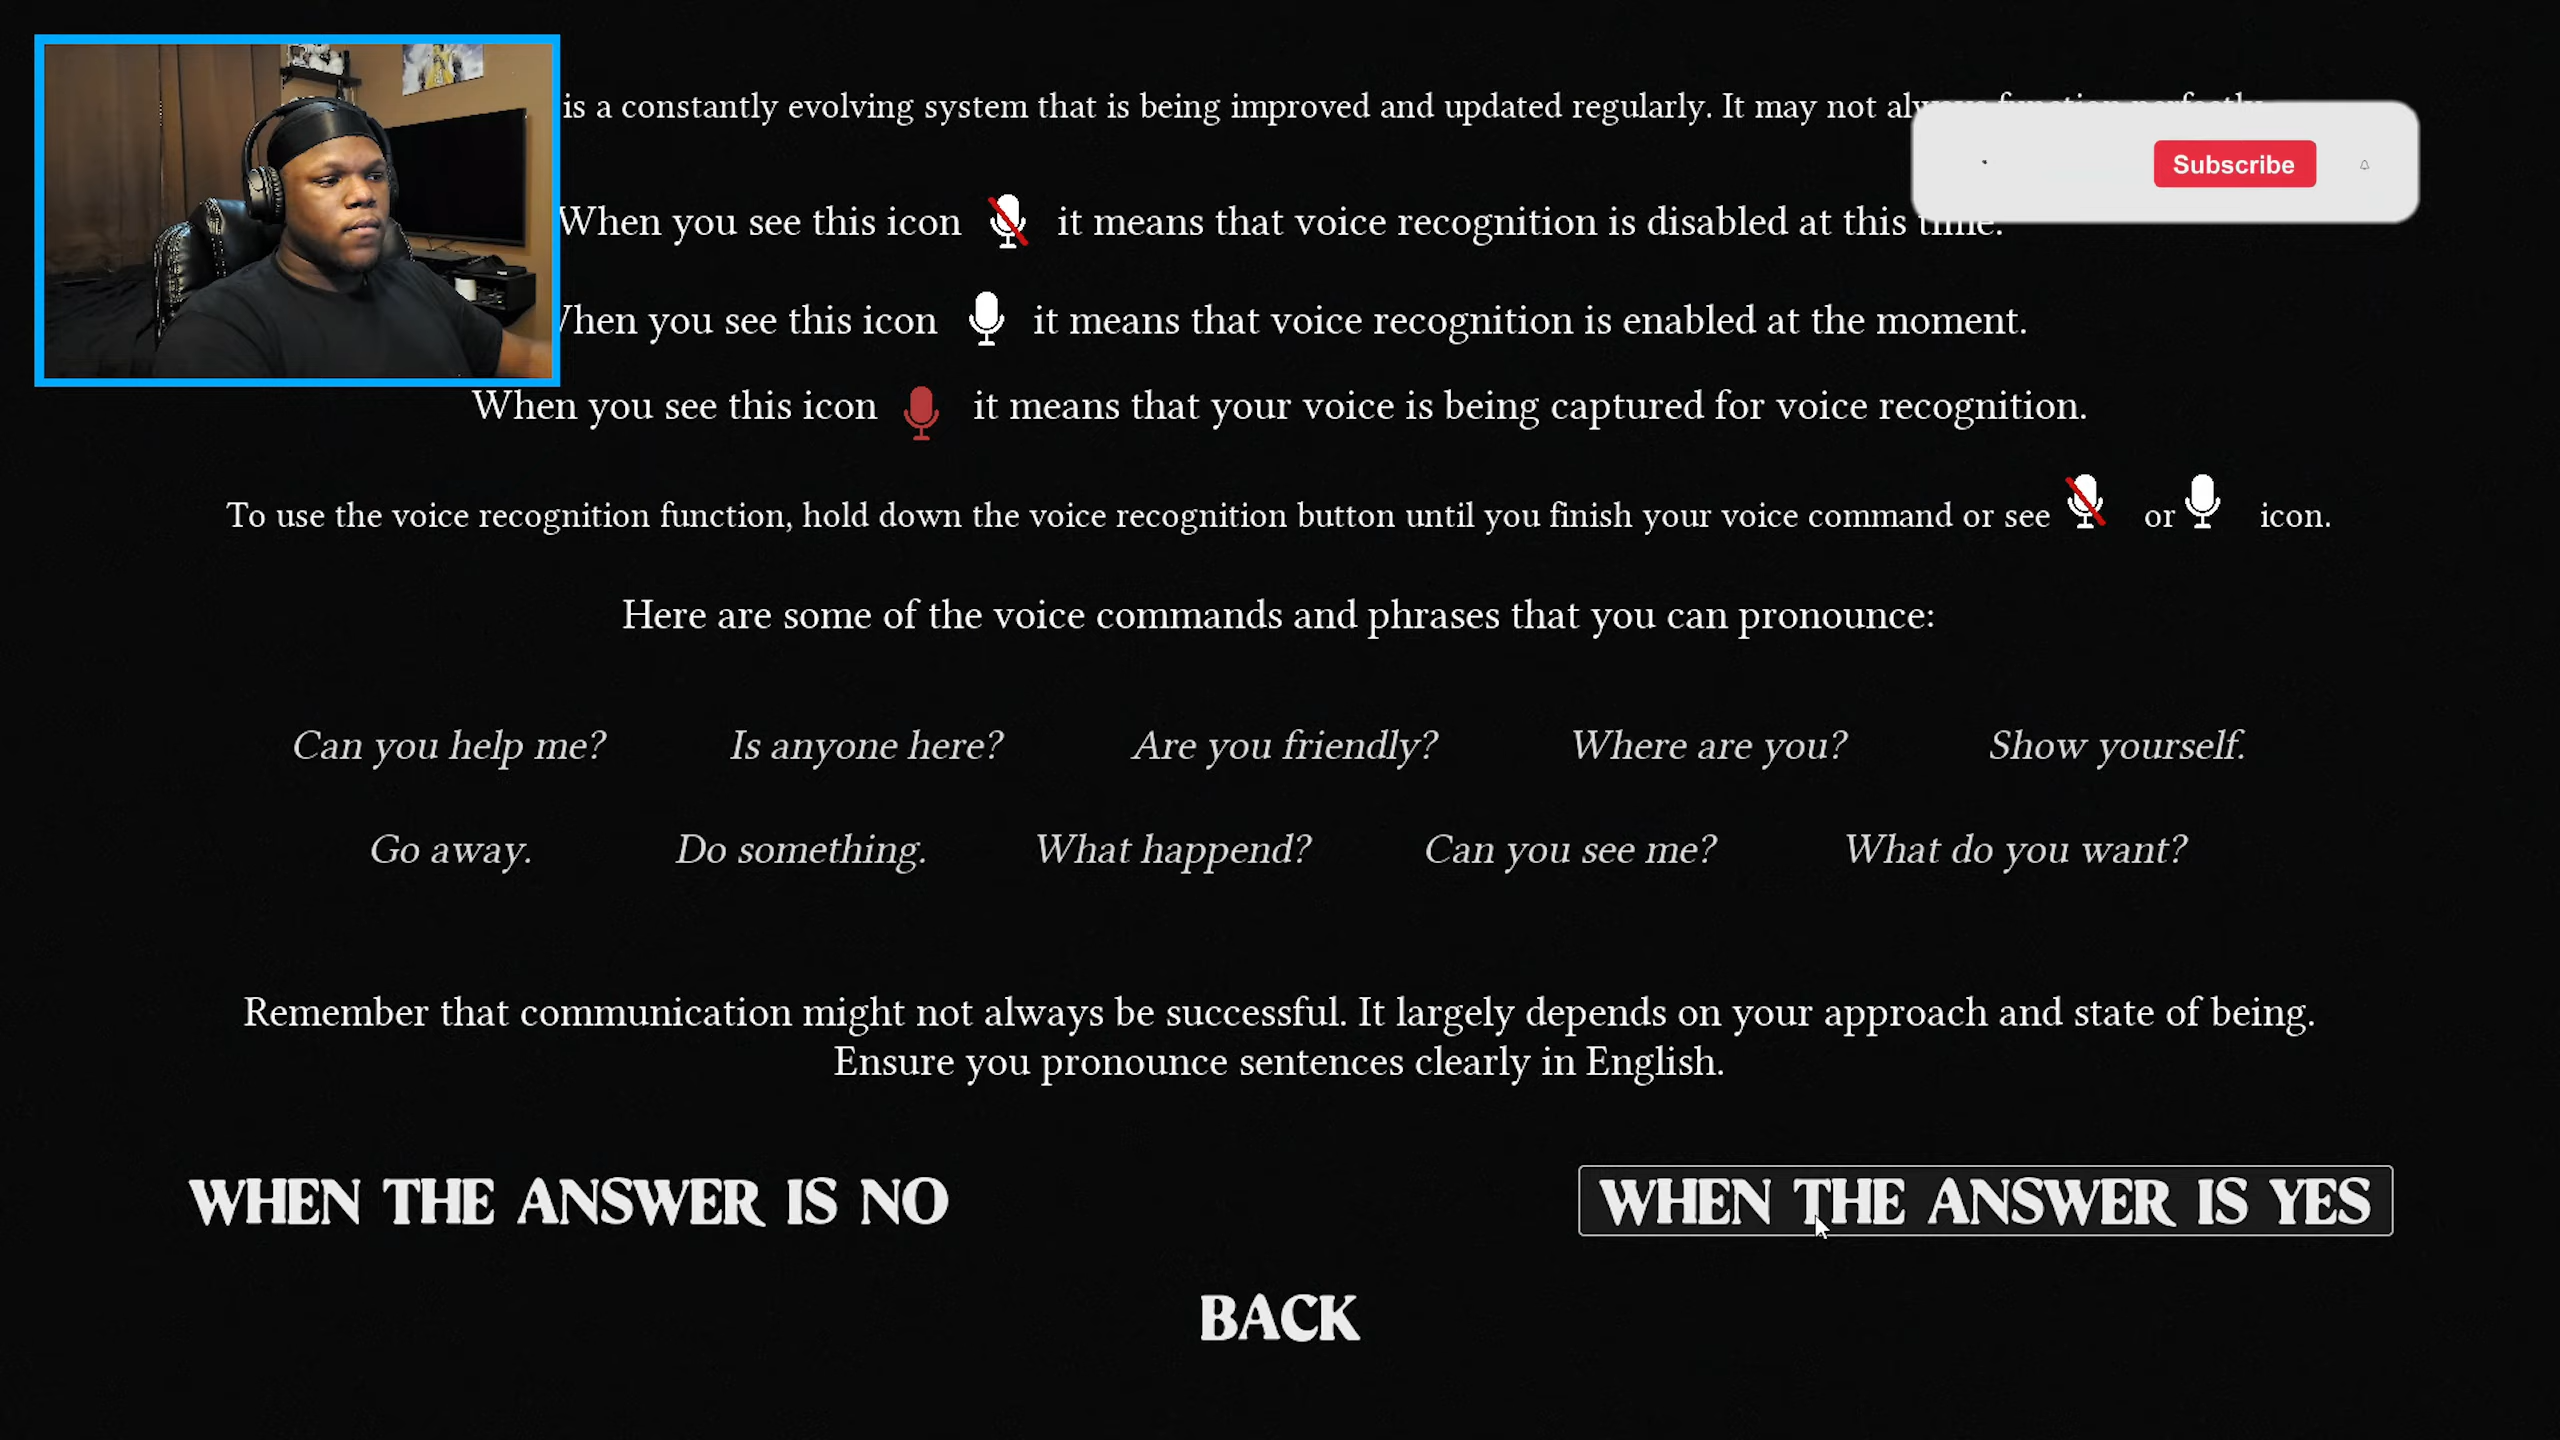 is a constantly evolving system that is being improved and updated regularly. It may not always function perfectly.
Subscribe
When you see this icon it means that voice recognition is disabled at this time.
When you see this icon it means that voice recognition is enabled at the moment.
When you see this icon it means that your voice is being captured for voice recognition.
To use the voice recognition function, hold down the voice recognition button until you finish your voice command or see or icon.
Here are some of the voice commands and phrases that you can pronounce:
Can you help me? Is anyone here? Are you friendly? Where are you? Show yourself.
Go away. Do something. What happend? Can you see me? What do you want?
Remember that communication might not always be successful. It largely depends on your approach and state of being.
Ensure you pronounce sentences clearly in English.
WHEN THE ANSWER IS NO WHEN THE ANSWER IS YES
BACK